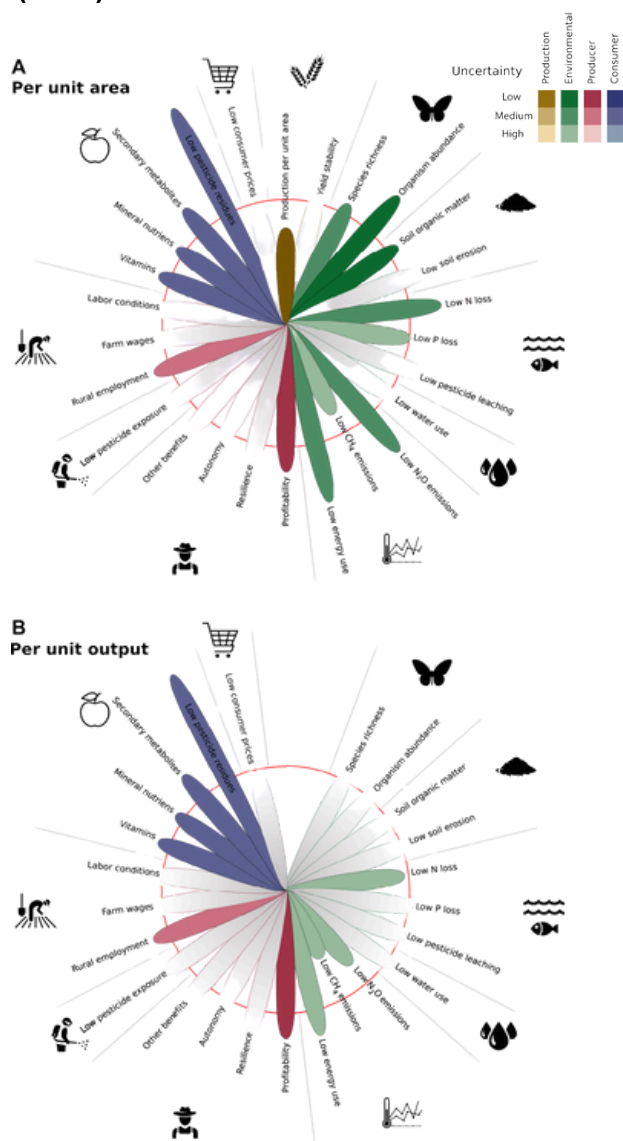 A
Per unit area
Uncertainty
Production
Environmental
Producer
Consumer
Low
Medium
High
Low consumer prices
Production per unit area
Yield stability
Species richness
Organism abundance
Soil organic matter
Low soil erosion
Low N loss
Low P loss
Low pesticide leaching
Low water use
Low N₂O emissions
Low CH₄ emissions
Low energy use
Profitability
Resilience
Autonomy
Other benefits
Low pesticide exposure
Rural employment
Farm wages
Labor conditions
Vitamins
Mineral nutriens
Secondary metabolites
Low pesticide residues
B
Per unit output
Low consumer prices
Species richness
Organism abundance
Soil organic matter
Low soil erosion
Low N loss
Low P loss
Low pesticide leaching
Low water use
Low N₂O emissions
Low CH₄ emissions
Low energy use
Profitability
Resilience
Autonomy
Other benefits
Low pesticide exposure
Rural employment
Farm wages
Labor conditions
Vitamins
Mineral nutriens
Secondary metabolites
Low pesticide residues